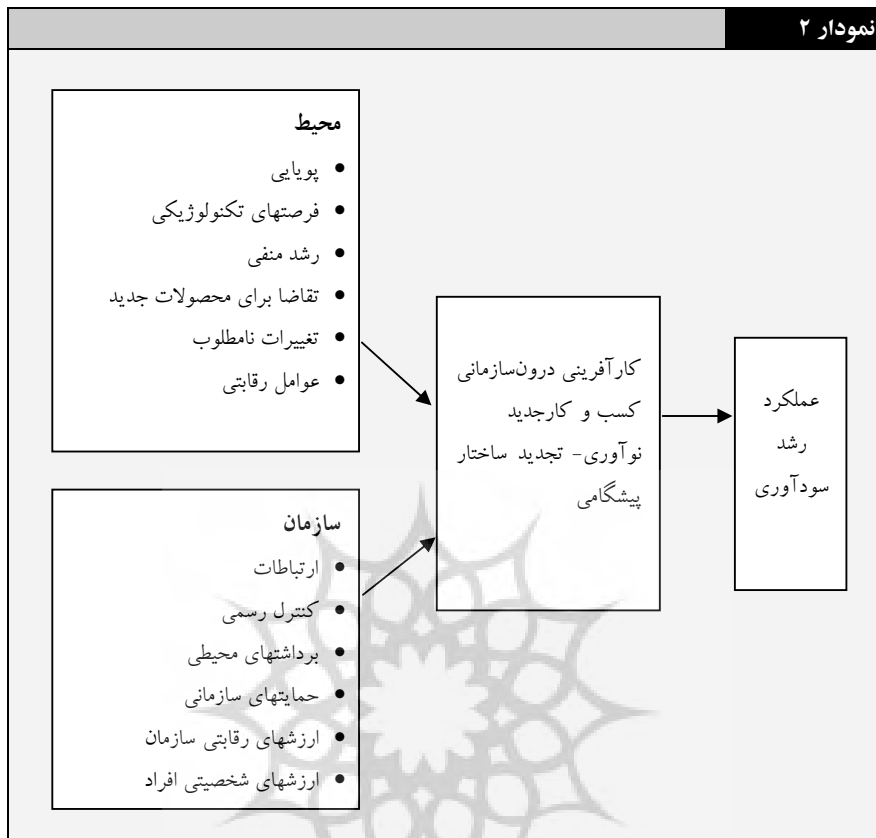 نمودار ۲
محیط
• پویایی
• فرصتهای تکنولوژیکی
• رشد منفی
• تقاضا برای محصولات جدید
• تغییرات نامطلوب
• عوامل رقابتی
سازمان
• ارتباطات
• کنترل رسمی
• برداشتهای محیطی
• حمایتهای سازمانی
• ارزشهای رقابتی سازمان
• ارزشهای شخصیتی افراد
کارآفرینی درون‌سازمانی
کسب و کارجدید
نوآوری- تجدید ساختار
پیشگامی
عملکرد
رشد
سودآوری